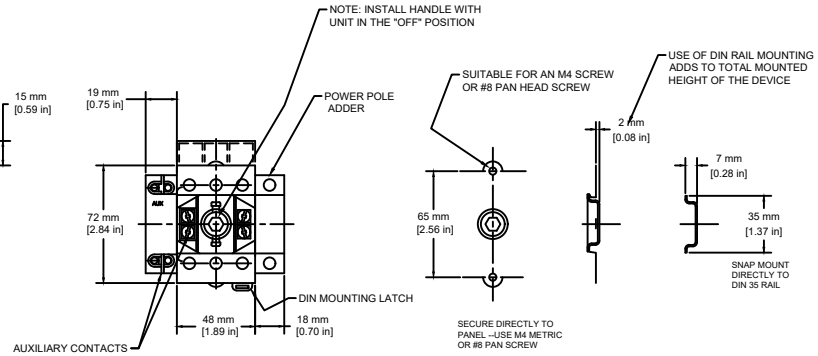 NOTE: INSTALL HANDLE WITH
UNIT IN THE "OFF" POSITION
15 mm
[0.59 in]
19 mm
[0.75 in]
POWER POLE
ADDER
AUX
72 mm
[2.84 in]
DIN MOUNTING LATCH
48 mm
[1.89 in]
18 mm
[0.70 in]
AUXILIARY CONTACTS
SUITABLE FOR AN M4 SCREW
OR #8 PAN HEAD SCREW
65 mm
[2.56 in]
SECURE DIRECTLY TO
PANEL --USE M4 METRIC
OR #8 PAN SCREW
USE OF DIN RAIL MOUNTING
ADDS TO TOTAL MOUNTED
HEIGHT OF THE DEVICE
2 mm
[0.08 in]
7 mm
[0.28 in]
35 mm
[1.37 in]
SNAP MOUNT
DIRECTLY TO
DIN 35 RAIL